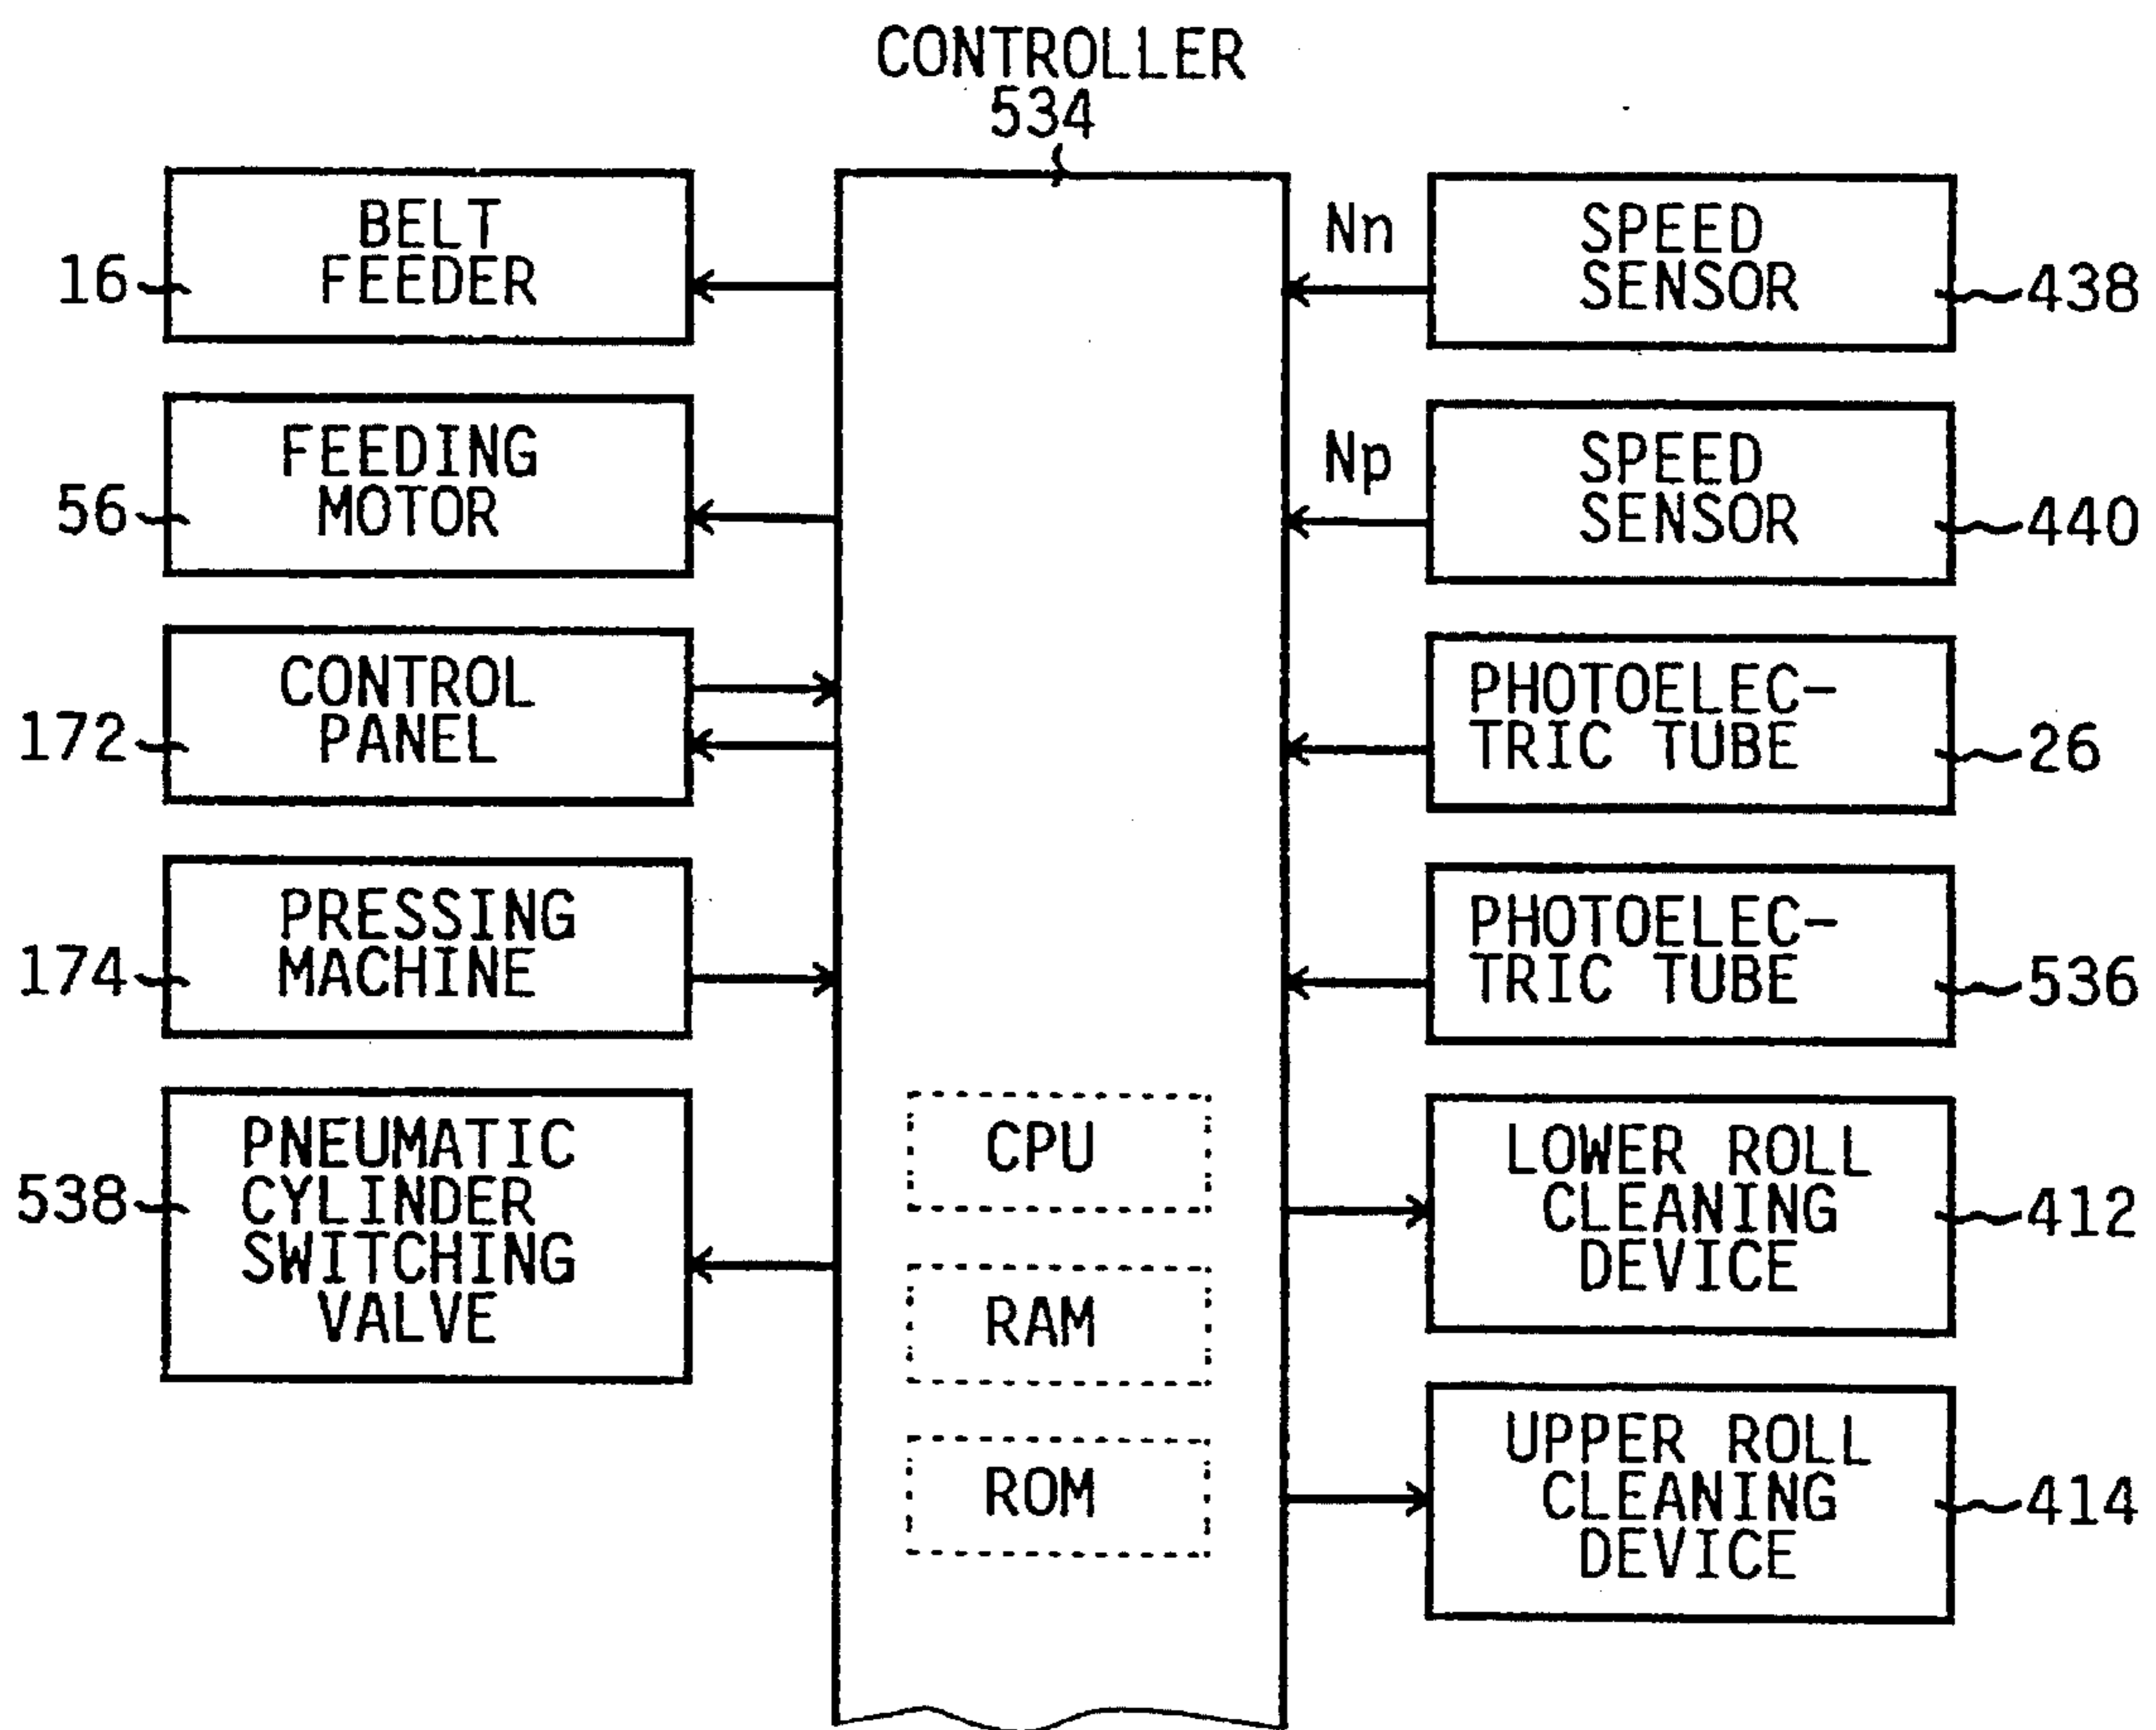 CONTROLLER
534
BELT
FEEDER
16
FEEDING
MOTOR
56
CONTROL
PANEL
172
PRESSING
MACHINE
174
PNEUMATIC
CYLINDER
SWITCHING
VALVE
538
CPU
RAM
ROM
Nn
SPEED
SENSOR
438
Np
SPEED
SENSOR
440
PHOTOELEC-
TRIC TUBE
26
PHOTOELEC-
TRIC TUBE
536
LOWER ROLL
CLEANING
DEVICE
412
UPPER ROLL
CLEANING
DEVICE
414